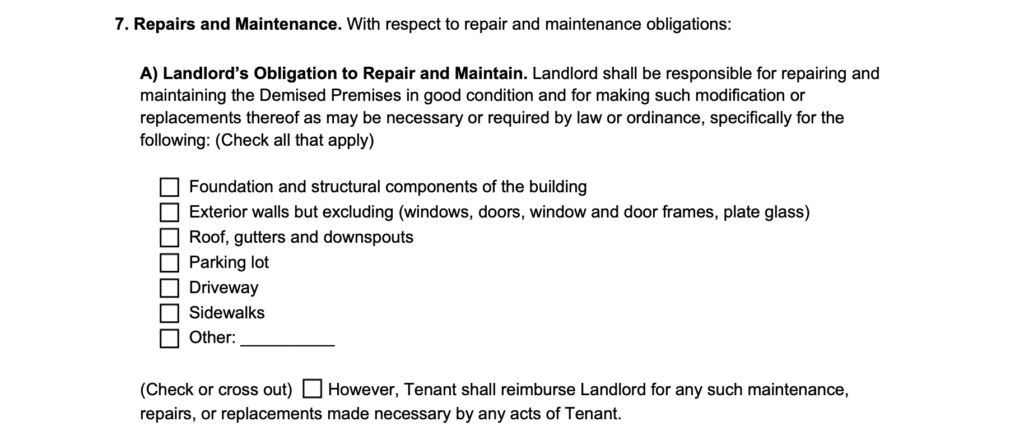 7. Repairs and Maintenance. With respect to repair and maintenance obligations:
A) Landlord's Obligation to Repair and Maintain. Landlord shall be responsible for repairing and
maintaining the Demised Premises in good condition and for making such modification or
replacements thereof as may be necessary or required by law or ordinance, specifically for the
following: (Check all that apply)
☐ Foundation and structural components of the building
☐ Exterior walls but excluding (windows, doors, window and door frames, plate glass)
☐ Roof, gutters and downspouts
☐ Parking lot
☐ Driveway
☐ Sidewalks
☐ Other: __________
(Check or cross out) ☐ However, Tenant shall reimburse Landlord for any such maintenance,
repairs, or replacements made necessary by any acts of Tenant.